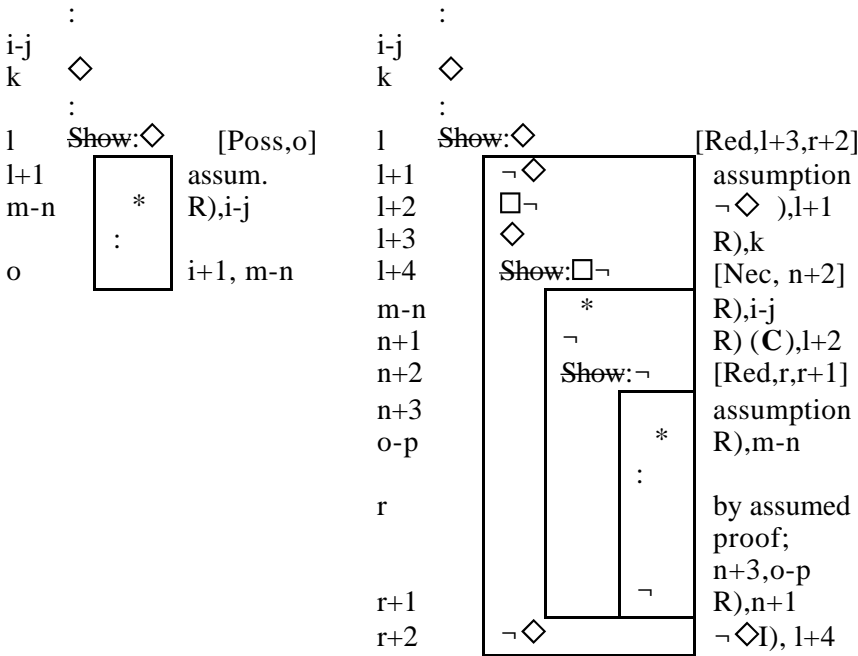 : :
i-j i-j
k ◇ k ◇
: :
l Show:◇ [Poss,o] l Show:◇ [Red,l+3,r+2]
l+1 assum. l+1 ¬◇ assumption
m-n * R),i-j l+2 □¬ ¬◇ ),l+1
: l+3 ◇ R),k
o i+1, m-n l+4 Show:□¬ [Nec, n+2]
m-n * R),i-j
n+1 ¬ R) (C),l+2
n+2 Show:¬ [Red,r,r+1]
n+3 assumption
o-p * R),m-n
:
r by assumed
proof;
n+3,o-p
r+1 ¬ R),n+1
r+2 ¬◇ ¬◇I), l+4